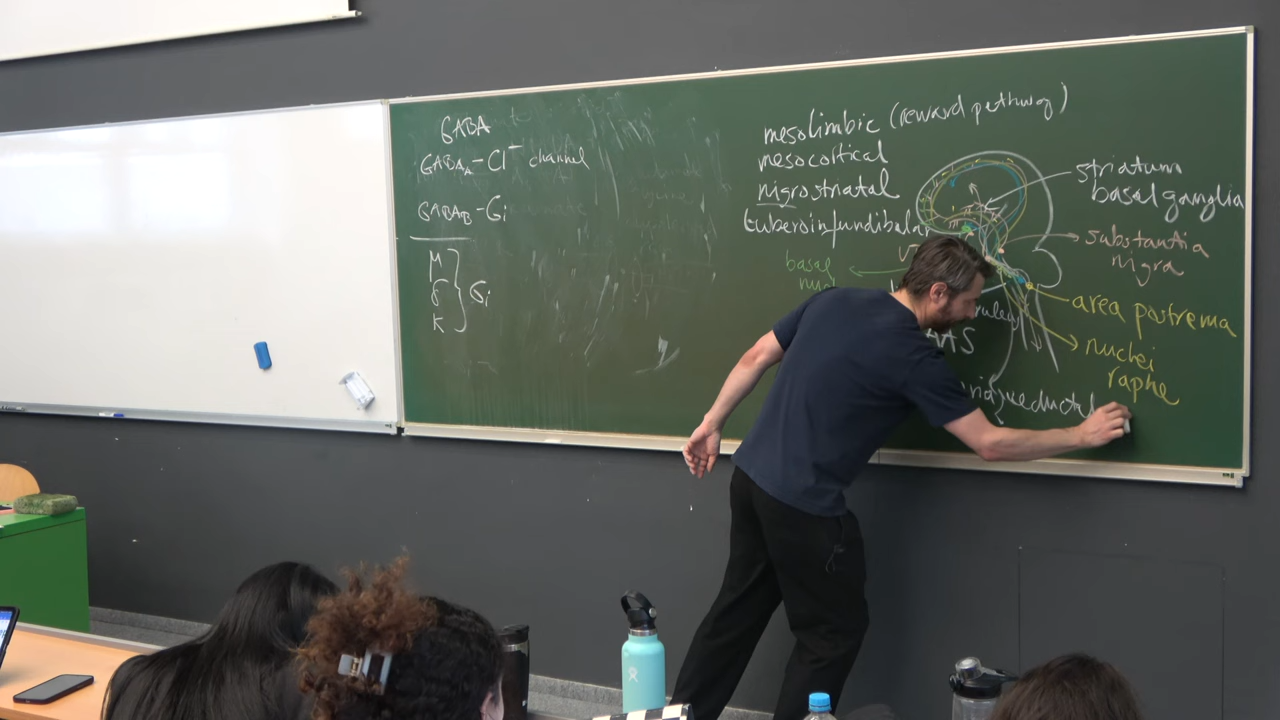 GABA
GABAA-Cl⁻ channel
GABAB-Gi
μ
δ
κ
Gi
mesolimbic (reward pathway)
mesocortical
nigrostriatal
tuberoinfundibular
striatum
basal ganglia
substantia
nigra
basal
area postrema
nuclei
raphe